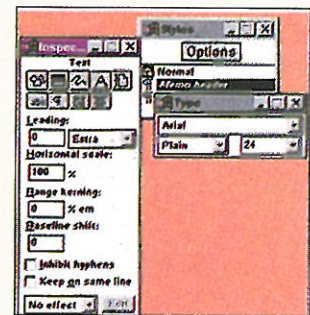 Inspec...
Text
Leading:
0 Extra
Horizontal scale:
100 %
Range kerning:
0 % em
Baseline shift:
0
Inhibit hyphens
Keep on same line
No effect Edit
Styles
Options
Normal
Memo header
Type
Arial
Plain 24